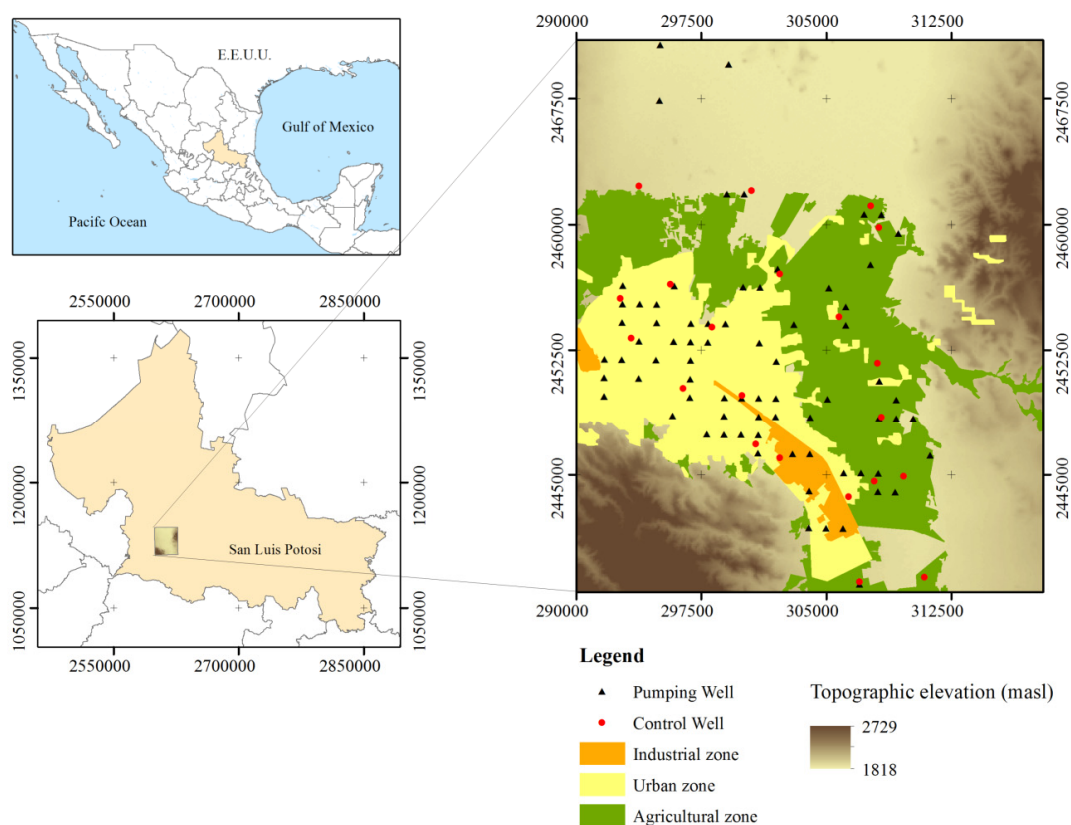 E.E.U.U.
Gulf of Mexico
Pacifc Ocean
2550000 2700000 2850000
1350000 1350000
1200000 1200000
1050000 1050000
San Luis Potosi
2550000 2700000 2850000
290000 297500 305000 312500
2467500 2467500
2460000 2460000
2452500 2452500
2445000 2445000
290000 297500 305000 312500
Legend
Pumping Well
Control Well
Industrial zone
Urban zone
Agricultural zone
Topographic elevation (masl)
2729
1818